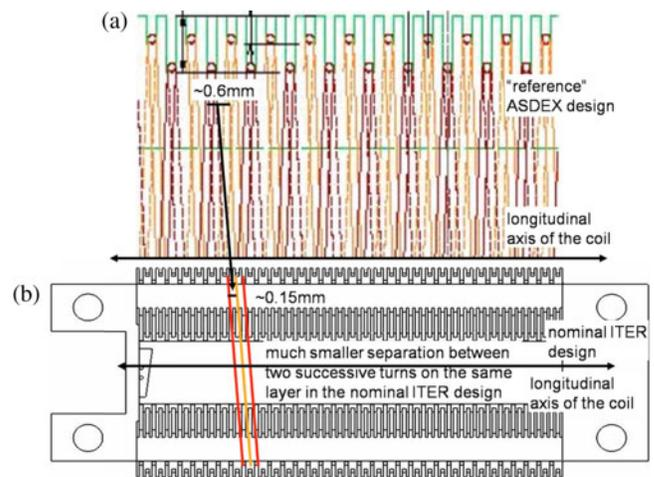 (a)
~0.6mm
"reference"
ASDEX design
longitudinal
axis of the coil
(b)
~0.15mm
nominal ITER
design
much smaller separation between
two successive turns on the same
layer in the nominal ITER design
longitudinal
axis of the coil